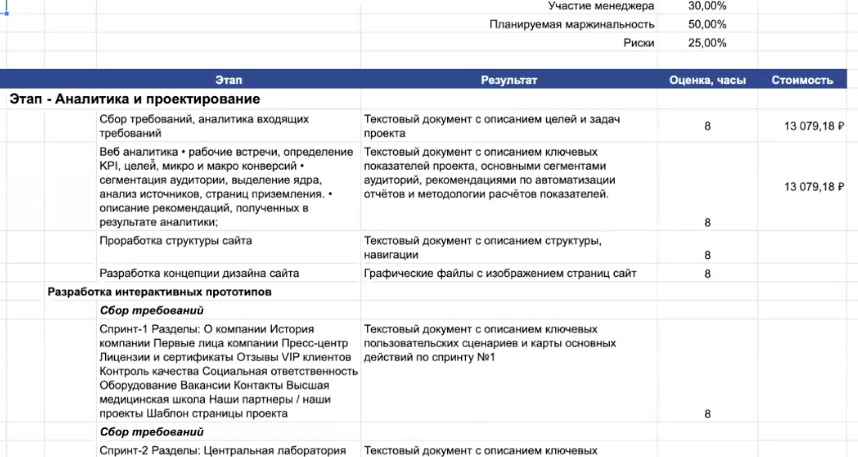 Участие менеджера 30,00%
Планируемая маржинальность 50,00%
Риски 25,00%
Этап Результат Оценка, часы Стоимость
Этап - Аналитика и проектирование
Сбор требований, аналитика входящих
требований
Текстовый документ с описанием целей и задач
проекта
8
13 079,18 ₽
Веб аналитика • рабочие встречи, определение
KPI, целей, микро и макро конверсий •
сегментация аудитории, выделение ядра,
анализ источников, страниц приземления. •
описание рекомендаций, полученных в
результате аналитики;
Текстовый документ с описанием ключевых
показателей проекта, основными сегментами
аудиторий, рекомендациями по автоматизации
отчётов и методологии расчётов показателей.
8
13 079,18 ₽
Проработка структуры сайта
Текстовый документ с описанием структуры,
навигации
8
Разработка концепции дизайна сайта
Графические файлы с изображением страниц сайт
8
Разработка интерактивных прототипов
Сбор требований
Спринт-1 Разделы: О компании История
компании Первые лица компании Пресс-центр
Лицензии и сертификаты Отзывы VIP клиентов
Контроль качества Социальная ответственность
Оборудование Вакансии Контакты Высшая
медицинская школа Наши партнеры / наши
проекты Шаблон страницы проекта
Текстовый документ с описанием ключевых
пользовательских сценариев и карты основных
действий по спринту №1
8
Сбор требований
Спринт-2 Разделы: Центральная лаборатория
Текстовый документ с описанием ключевых